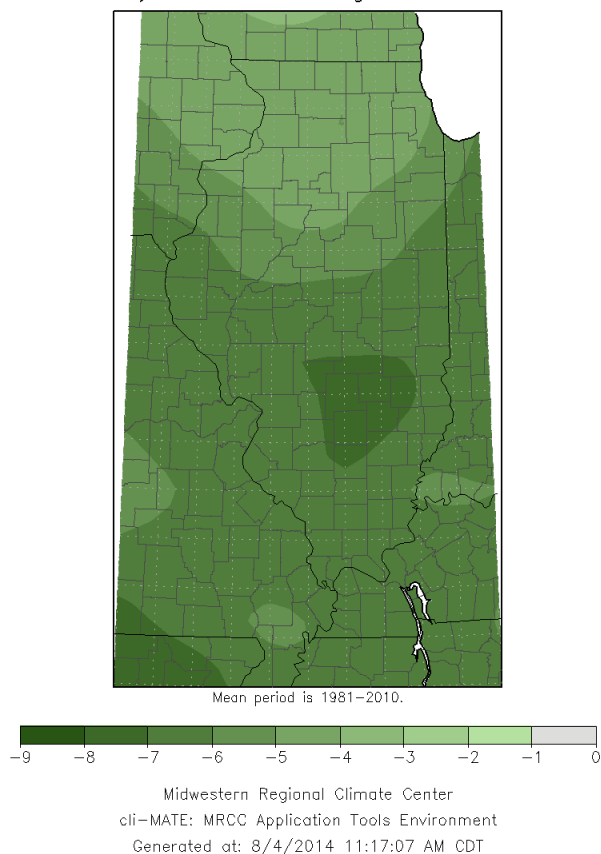 Mean period is 1981-2010.
-9 -8 -7 -6 -5 -4 -3 -2 -1 0
Midwestern Regional Climate Center
cli-MATE: MRCC Application Tools Environment
Generated at: 8/4/2014 11:17:07 AM CDT